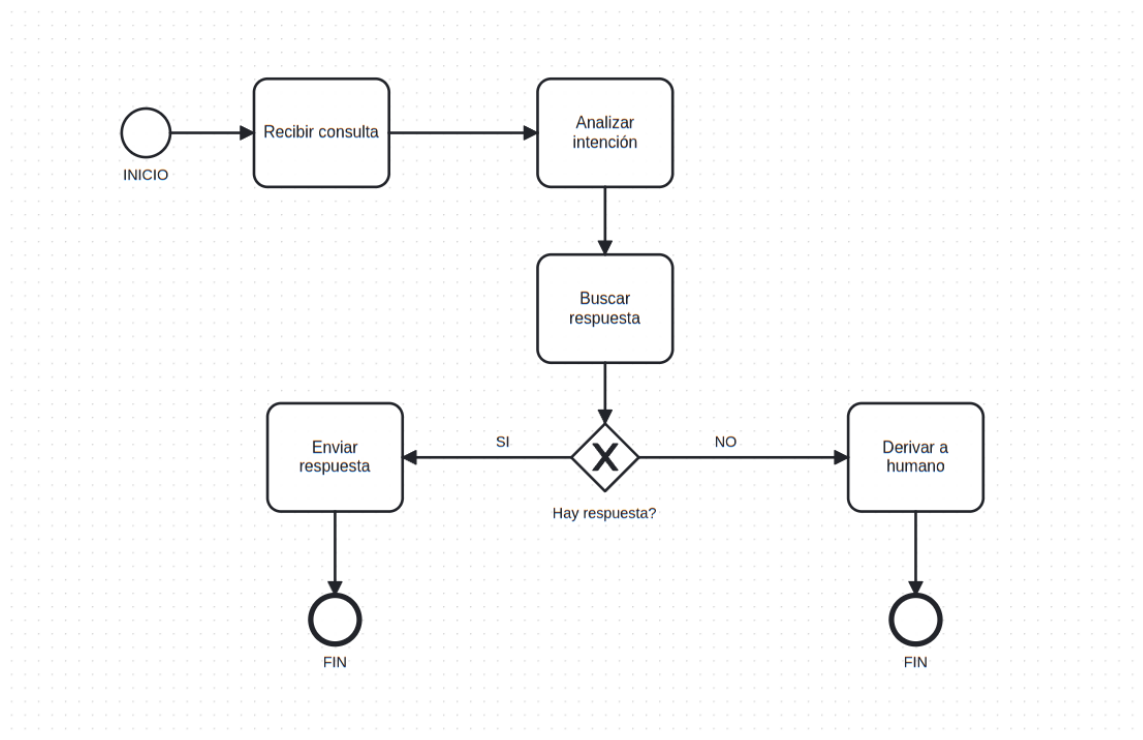 INICIO
Recibir consulta
Analizar
intención
Buscar
respuesta
Enviar
respuesta
SI
X
NO
Hay respuesta?
Derivar a
humano
FIN
FIN